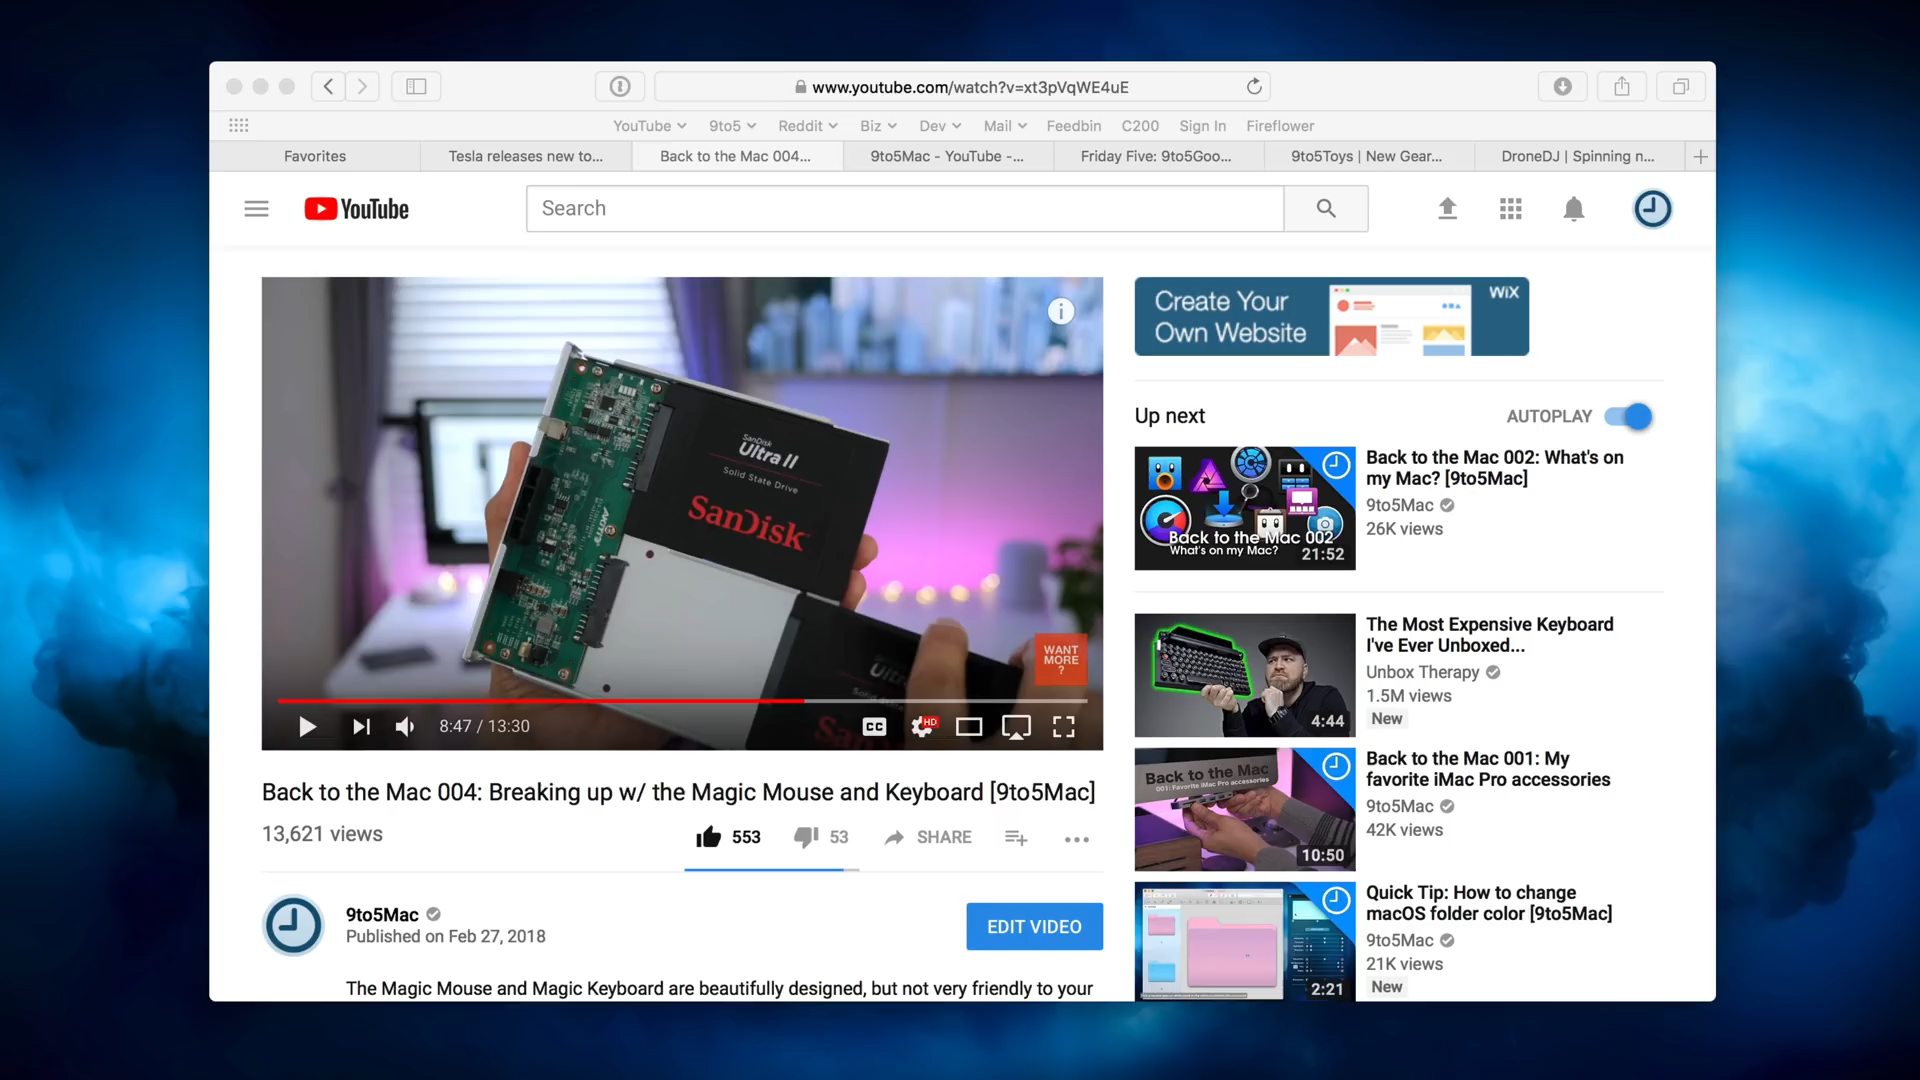 www.youtube.com/watch?v=xt3pVqWE4uE
YouTube 9to5 Reddit Biz Dev Mail Feedbin C200 Sign In Fireflower
Favorites Tesla releases new to... Back to the Mac 004... 9to5Mac - YouTube -... Friday Five: 9to5Goo... 9to5Toys | New Gear... DroneDJ | Spinning n...
YouTube
Search
SanDisk
Ultra II
Solid State Drive
SanDisk
WANT
MORE
?
8:47 / 13:30
CC
HD
Back to the Mac 004: Breaking up w/ the Magic Mouse and Keyboard [9to5Mac]
13,621 views
553
53
SHARE
9to5Mac
Published on Feb 27, 2018
EDIT VIDEO
The Magic Mouse and Magic Keyboard are beautifully designed, but not very friendly to your
Create Your
Own Website
WiX
Up next
AUTOPLAY
Back to the Mac 002
What's on my Mac?
21:52
Back to the Mac 002: What's on
my Mac? [9to5Mac]
9to5Mac
26K views
4:44
The Most Expensive Keyboard
I've Ever Unboxed...
Unbox Therapy
1.5M views
New
Back to the Mac
001: Favorite iMac Pro accessories
10:50
Back to the Mac 001: My
favorite iMac Pro accessories
9to5Mac
42K views
2:21
Quick Tip: How to change
macOS folder color [9to5Mac]
9to5Mac
21K views
New